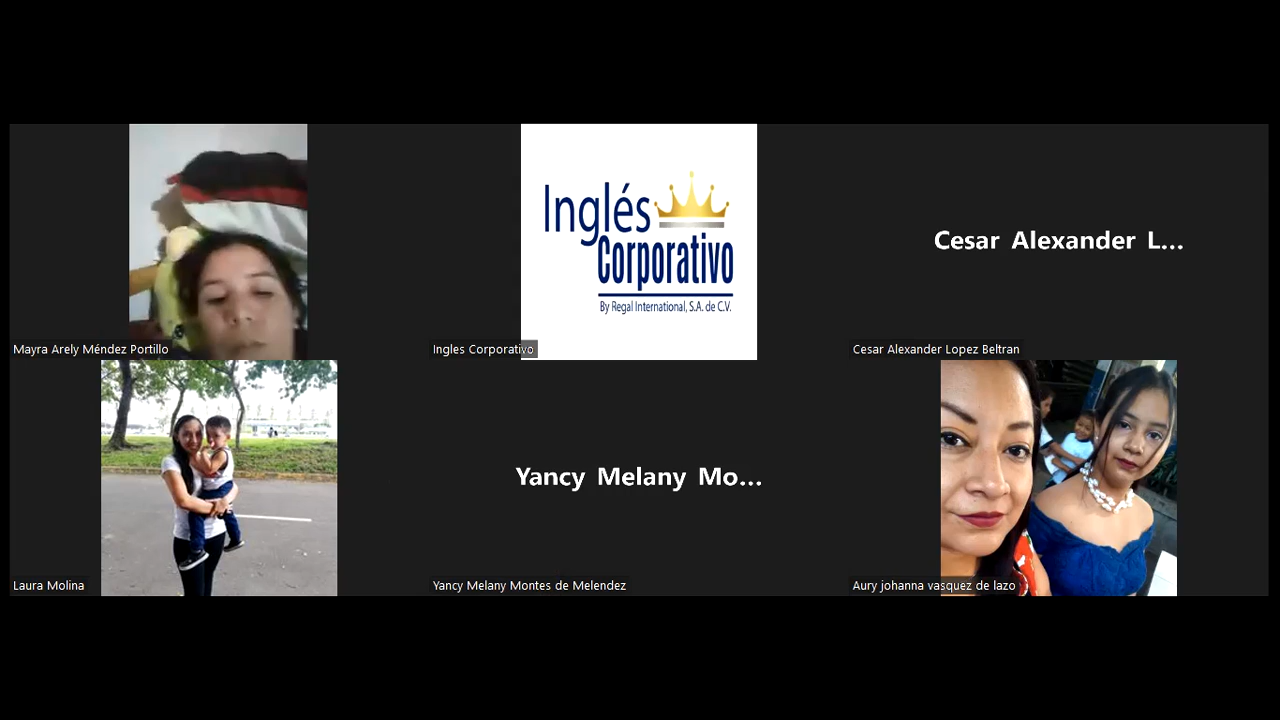 Inglés
Corporativo
By Regal International, S.A. de C.V.
Cesar Alexander L...
Mayra Arely Méndez Portillo
Ingles Corporativo
Cesar Alexander Lopez Beltran
Yancy Melany Mo...
Laura Molina
Yancy Melany Montes de Melendez
Aury johanna vasquez de lazo